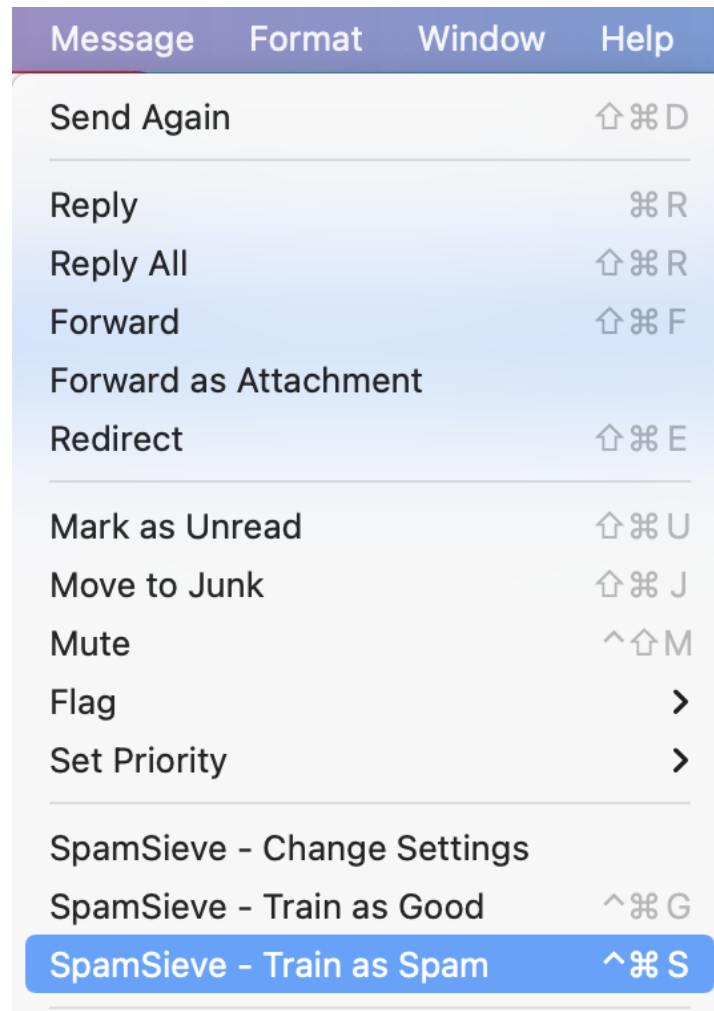 Message Format Window Help
Send Again ⇧⌘D
Reply ⌘R
Reply All ⇧⌘R
Forward ⇧⌘F
Forward as Attachment
Redirect ⇧⌘E
Mark as Unread ⇧⌘U
Move to Junk ⇧⌘J
Mute ^⇧M
Flag >
Set Priority >
SpamSieve - Change Settings
SpamSieve - Train as Good ^⌘G
SpamSieve - Train as Spam ^⌘S